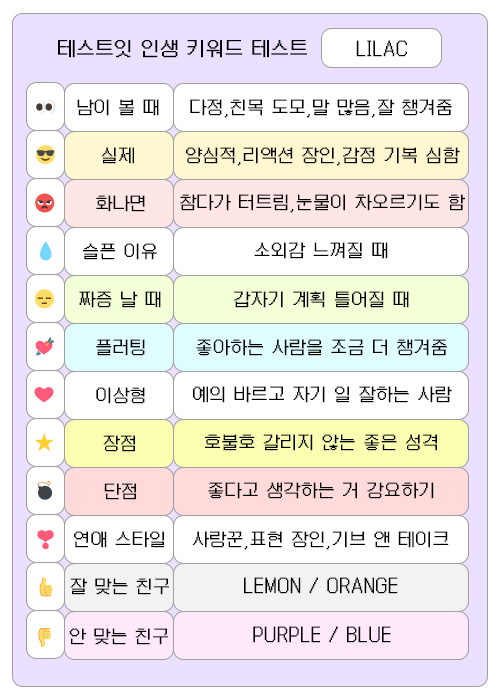 테스트잇 인생 키워드 테스트 LILAC
남이 볼 때 다정,친목 도모,말 많음,잘 챙겨줌
실제 양심적,리액션 장인,감정 기복 심함
화나면 참다가 터트림,눈물이 차오르기도 함
슬픈 이유 소외감 느껴질 때
짜증 날 때 갑자기 계획 틀어질 때
플러팅 좋아하는 사람을 조금 더 챙겨줌
이상형 예의 바르고 자기 일 잘하는 사람
장점 호불호 갈리지 않는 좋은 성격
단점 좋다고 생각하는 거 강요하기
연애 스타일 사랑꾼,표현 장인,기브 앤 테이크
잘 맞는 친구 LEMON / ORANGE
안 맞는 친구 PURPLE / BLUE